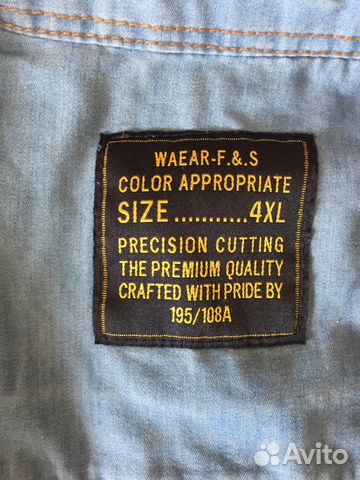 WAEAR-F.&.S
COLOR APPROPRIATE
SIZE...........4XL
PRECISION CUTTING
THE PREMIUM QUALITY
CRAFTED WITH PRIDE BY
195/108A
Avito